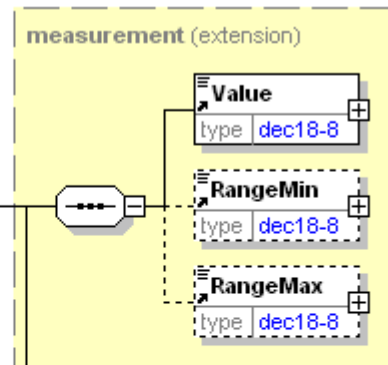 measurement (extension)
Value
type dec18-8
RangeMin
type dec18-8
RangeMax
type dec18-8